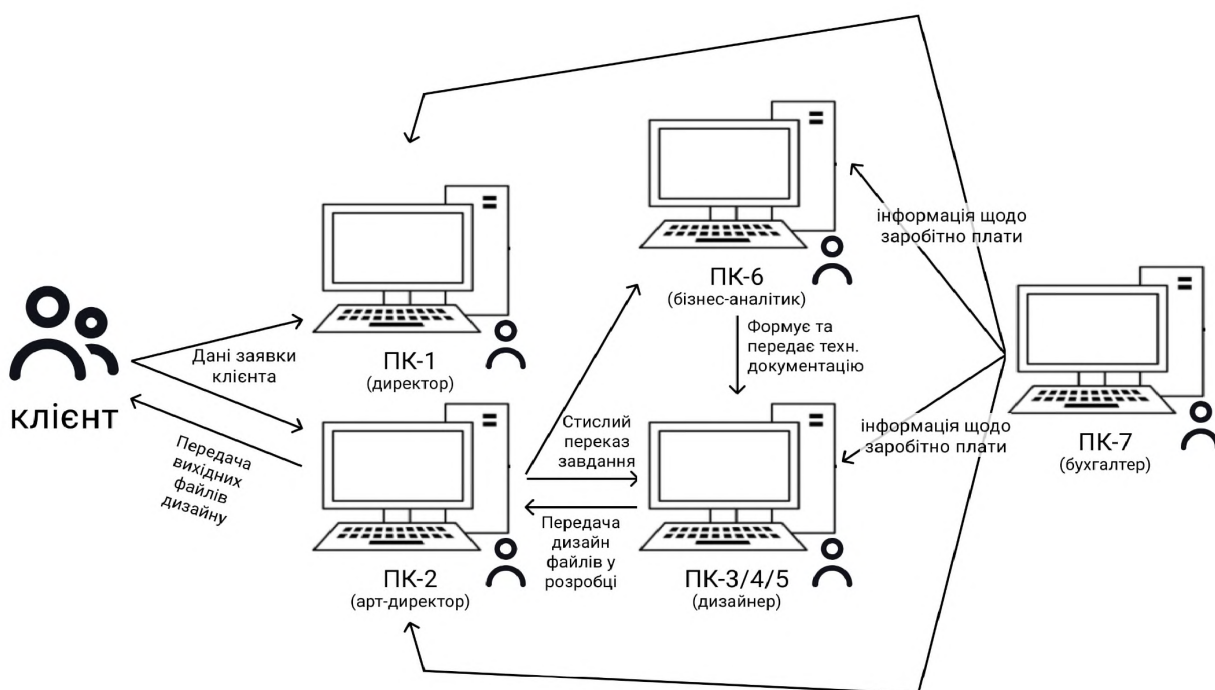 ПК-6
(бізнес-аналітик)
інформація щодо
заробітно плати
ПК-1
(директор)
Дані заявки
клієнта
клієнт
Формує та
передає техн.
документацію
ПК-7
(бухгалтер)
Передача
вихідних
файлів
дизайну
Стислий
переказ
завдання
інформація щодо
заробітно плати
Передача
дизайн
файлів у
розробці
ПК-2
(арт-директор)
ПК-3/4/5
(дизайнер)